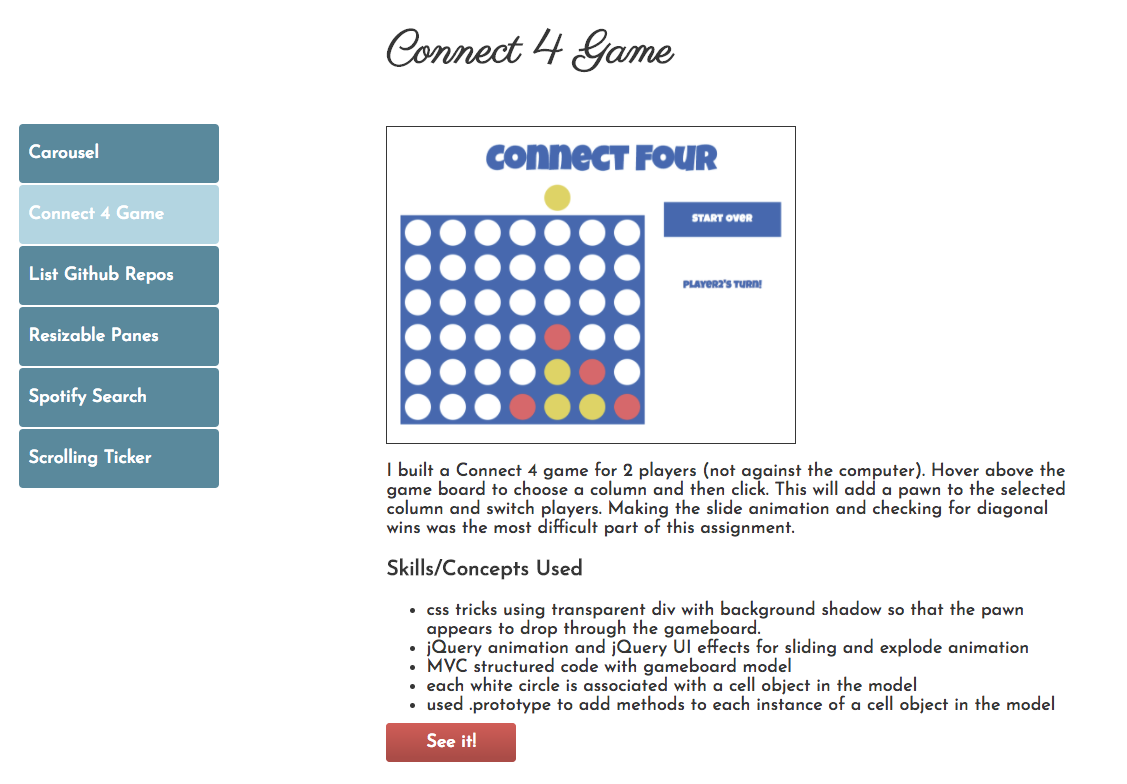 Connect 4 Game
Carousel
Connect 4 Game
List Github Repos
Resizable Panes
Spotify Search
Scrolling Ticker
Connect Four
Start Over
Player2's Turn!
I built a Connect 4 game for 2 players (not against the computer). Hover above the
game board to choose a column and then click. This will add a pawn to the selected
column and switch players. Making the slide animation and checking for diagonal
wins was the most difficult part of this assignment.
Skills/Concepts Used
• css tricks using transparent div with background shadow so that the pawn
appears to drop through the gameboard.
• jQuery animation and jQuery UI effects for sliding and explode animation
• MVC structured code with gameboard model
• each white circle is associated with a cell object in the model
• used .prototype to add methods to each instance of a cell object in the model
See it!